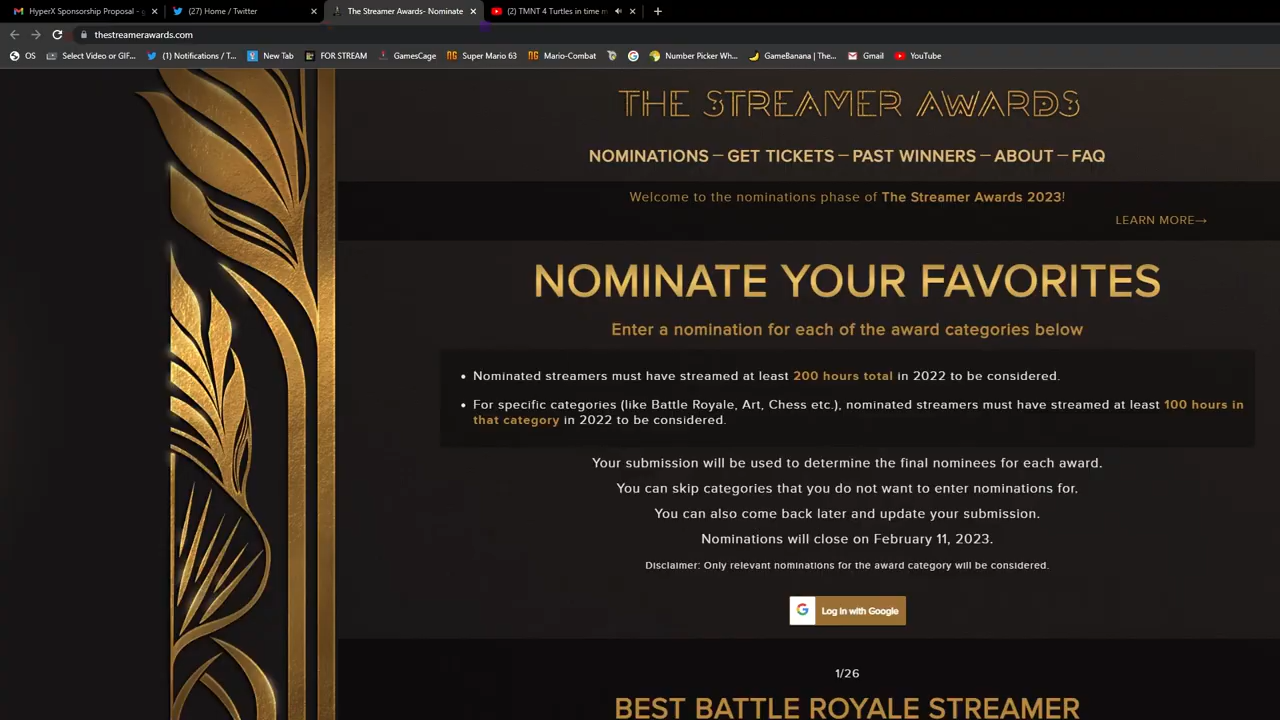 HyperX Sponsorship Proposal - g
(27) Home / Twitter
The Streamer Awards- Nominate
(2) TMNT 4 Turtles in time m
thestreamerawards.com
OS
Select Video or GIF...
(1) Notifications / T...
New Tab
FOR STREAM
GamesCage
Super Mario 63
Mario-Combat
Number Picker Wh...
GameBanana | The...
Gmail
YouTube
THE STREAMER AWARDS
NOMINATIONS – GET TICKETS – PAST WINNERS – ABOUT – FAQ
Welcome to the nominations phase of The Streamer Awards 2023!
LEARN MORE→
NOMINATE YOUR FAVORITES
Enter a nomination for each of the award categories below
• Nominated streamers must have streamed at least 200 hours total in 2022 to be considered.
• For specific categories (like Battle Royale, Art, Chess etc.), nominated streamers must have streamed at least 100 hours in
that category in 2022 to be considered.
Your submission will be used to determine the final nominees for each award.
You can skip categories that you do not want to enter nominations for.
You can also come back later and update your submission.
Nominations will close on February 11, 2023.
Disclaimer: Only relevant nominations for the award category will be considered.
Log in with Google
1/26
BEST BATTLE ROYALE STREAMER